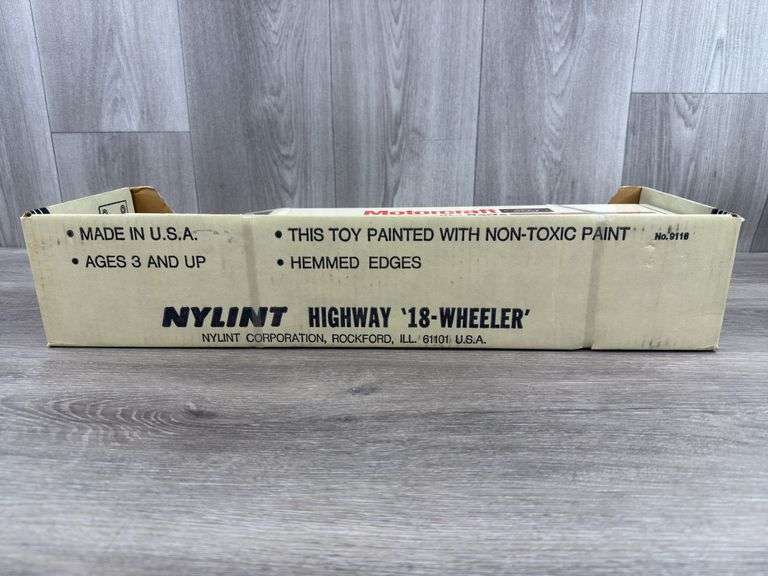 Motorcraft
• MADE IN U.S.A.
• AGES 3 AND UP
• THIS TOY PAINTED WITH NON-TOXIC PAINT
No. 9118
• HEMMED EDGES
NYLINT HIGHWAY '18-WHEELER'
NYLINT CORPORATION, ROCKFORD, ILL. 61101 U.S.A.